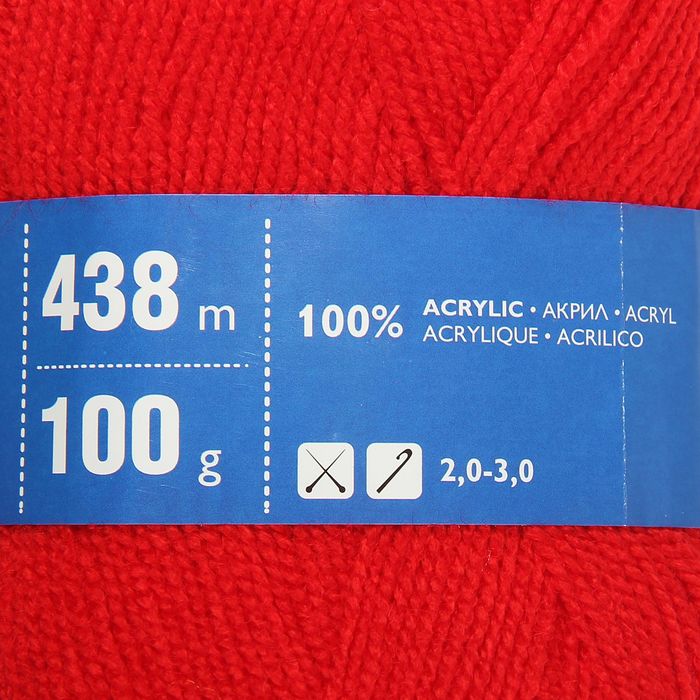 438 m
100 g
100%
ACRYLIC • АКРИЛ • ACRYL
ACRYLIQUE • ACRILICO
2,0-3,0